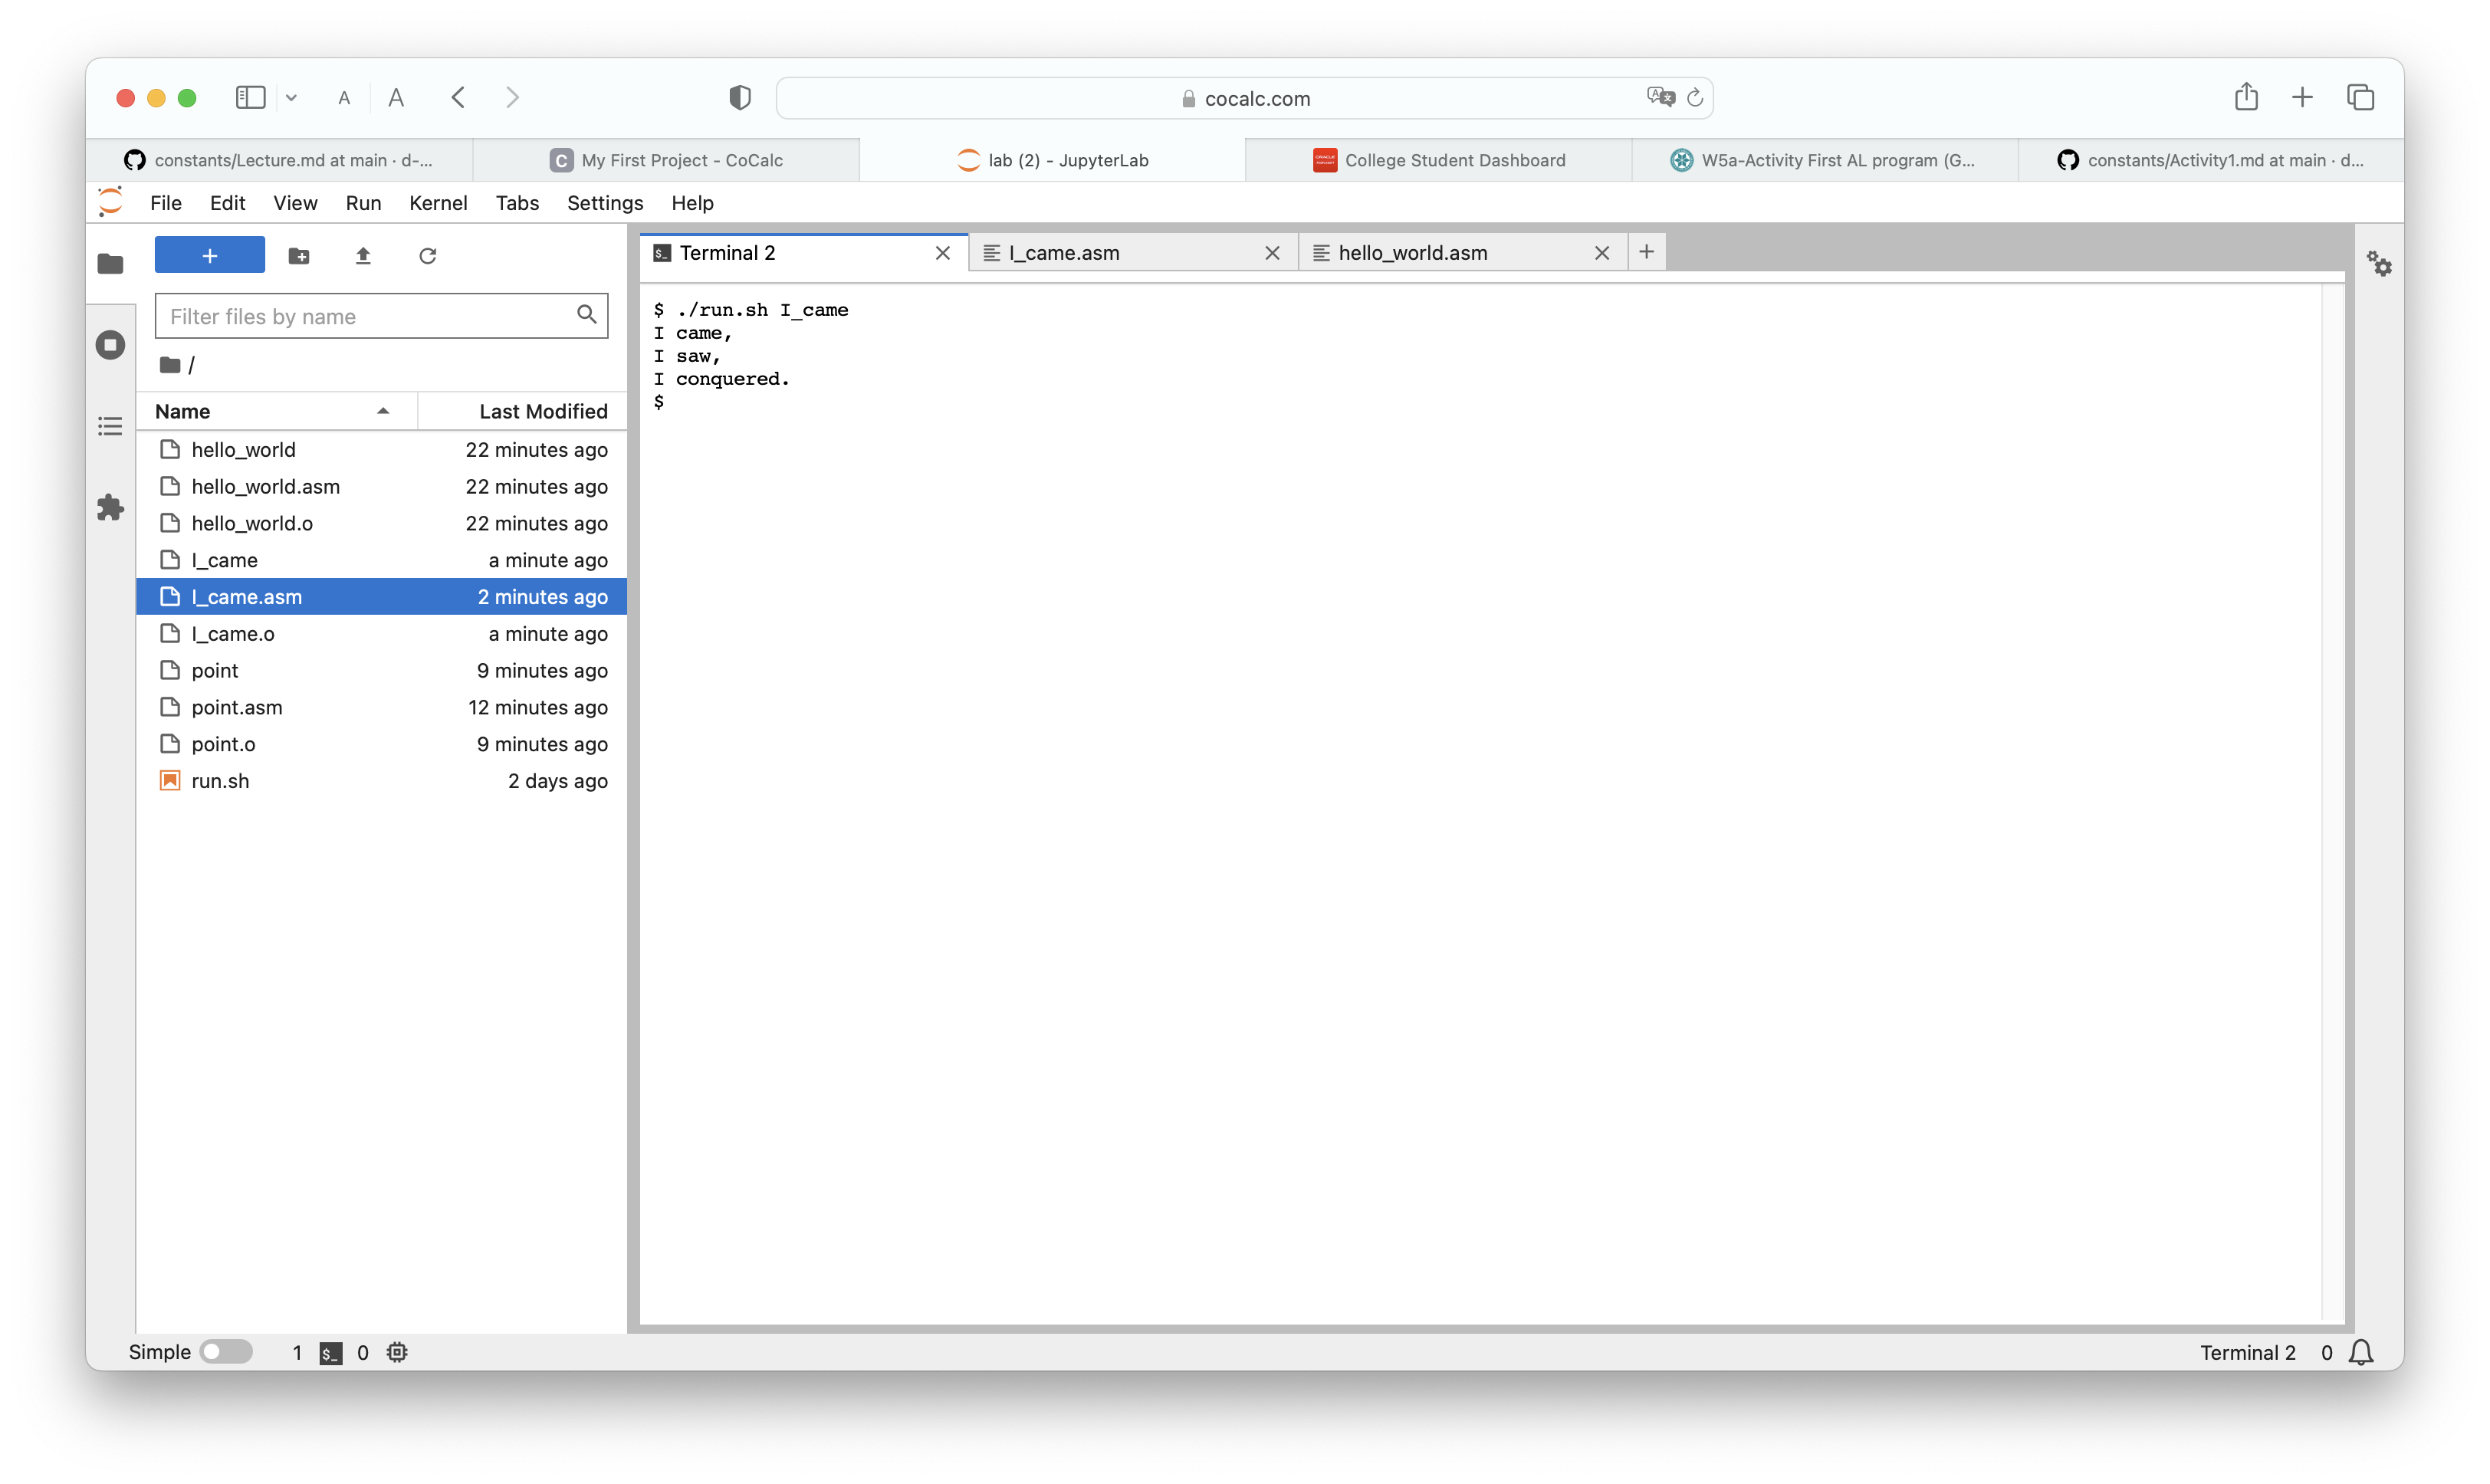 A A cocalc.com
constants/Lecture.md at main · d-... My First Project - CoCalc lab (2) - JupyterLab College Student Dashboard W5a-Activity First AL program (G... constants/Activity1.md at main · d...
File Edit View Run Kernel Tabs Settings Help
+
Filter files by name
/
Name Last Modified
hello_world 22 minutes ago
hello_world.asm 22 minutes ago
hello_world.o 22 minutes ago
I_came a minute ago
I_came.asm 2 minutes ago
I_came.o a minute ago
point 9 minutes ago
point.asm 12 minutes ago
point.o 9 minutes ago
run.sh 2 days ago
Terminal 2 I_came.asm hello_world.asm
$ ./run.sh I_came
I came,
I saw,
I conquered.
$
Simple 1 $_ 0 Terminal 2 0